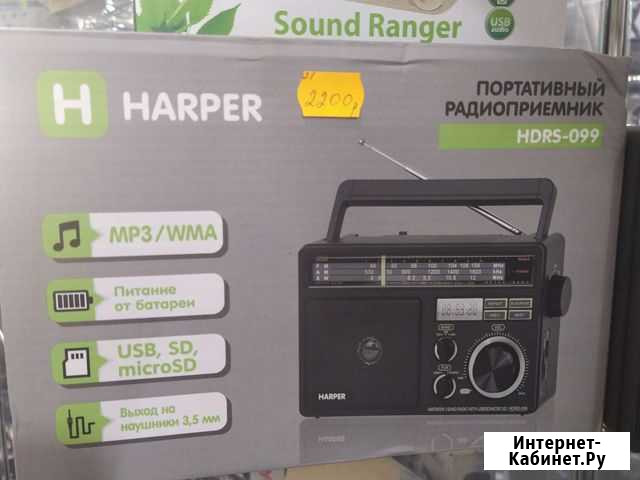 Sound Ranger
USB
audio
H HARPER
2200р
ПОРТАТИВНЫЙ
РАДИОПРИЕМНИК
HDRS-099
MP3/WMA
Питание
от батареи
USB, SD,
microSD
Выход на
наушники 3,5 мм
HARPER
Интернет-
Кабинет.Ру